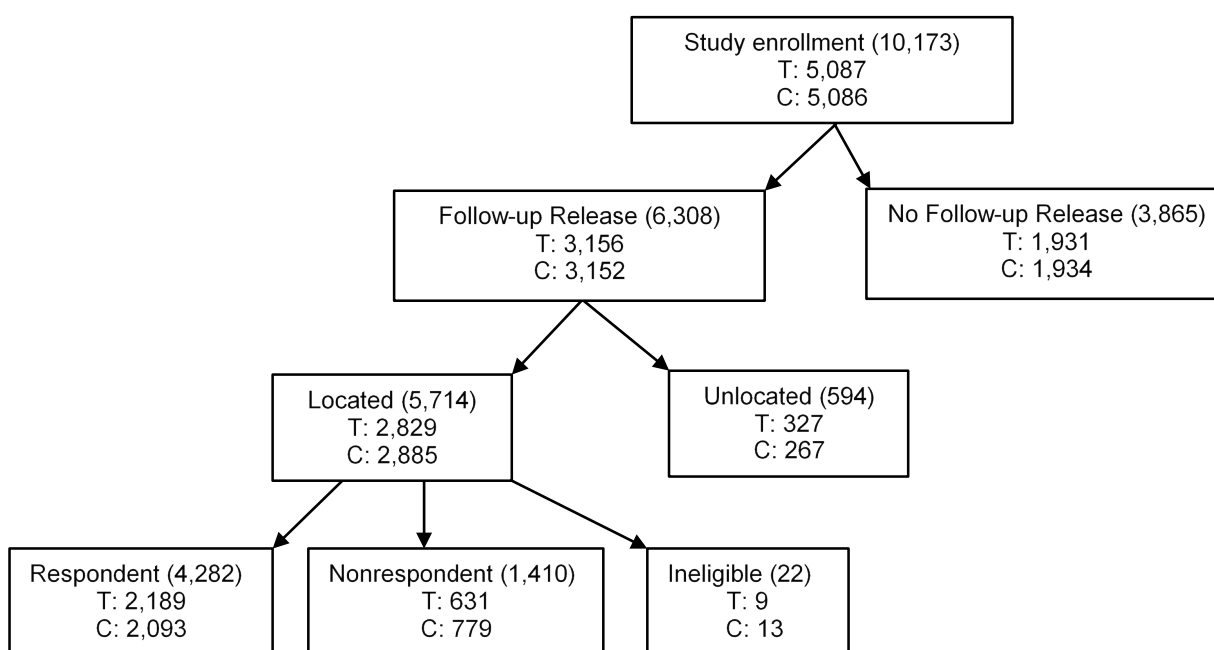 Study enrollment (10,173)
T: 5,087
C: 5,086
Follow-up Release (6,308)
T: 3,156
C: 3,152
No Follow-up Release (3,865)
T: 1,931
C: 1,934
Located (5,714)
T: 2,829
C: 2,885
Unlocated (594)
T: 327
C: 267
Respondent (4,282)
T: 2,189
C: 2,093
Nonrespondent (1,410)
T: 631
C: 779
Ineligible (22)
T: 9
C: 13